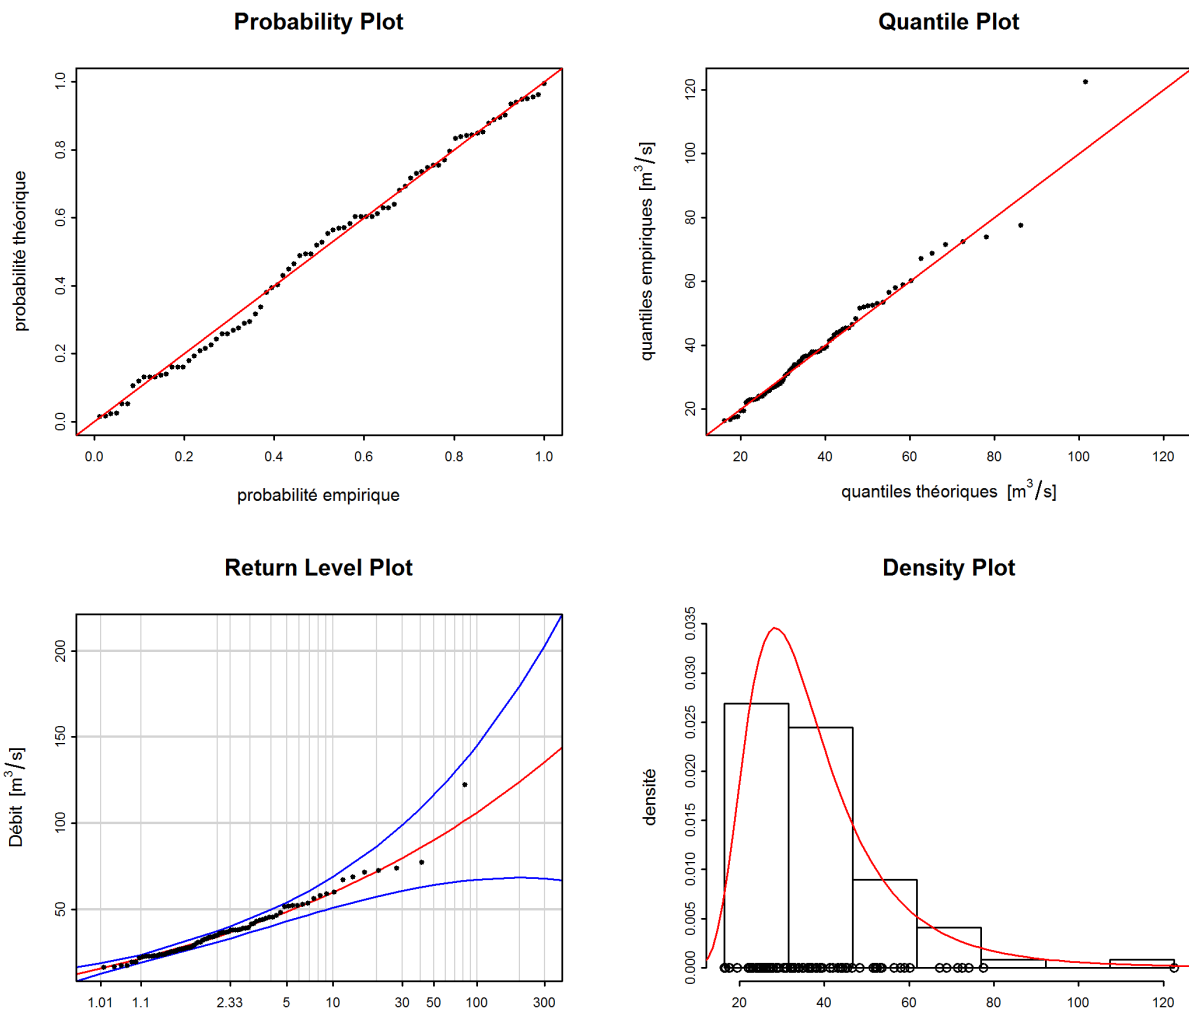 Probability Plot
probabilité théorique
0.0 0.2 0.4 0.6 0.8 1.0
0.0 0.2 0.4 0.6 0.8 1.0
probabilité empirique
Quantile Plot
quantiles empiriques [m³/s]
20 40 60 80 100 120
20 40 60 80 100 120
quantiles théoriques [m³/s]
Return Level Plot
Débit [m³/s]
50 100 150 200
1.01 1.1 2.33 5 10 30 50 100 300
Density Plot
densité
0.000 0.005 0.010 0.015 0.020 0.025 0.030 0.035
20 40 60 80 100 120